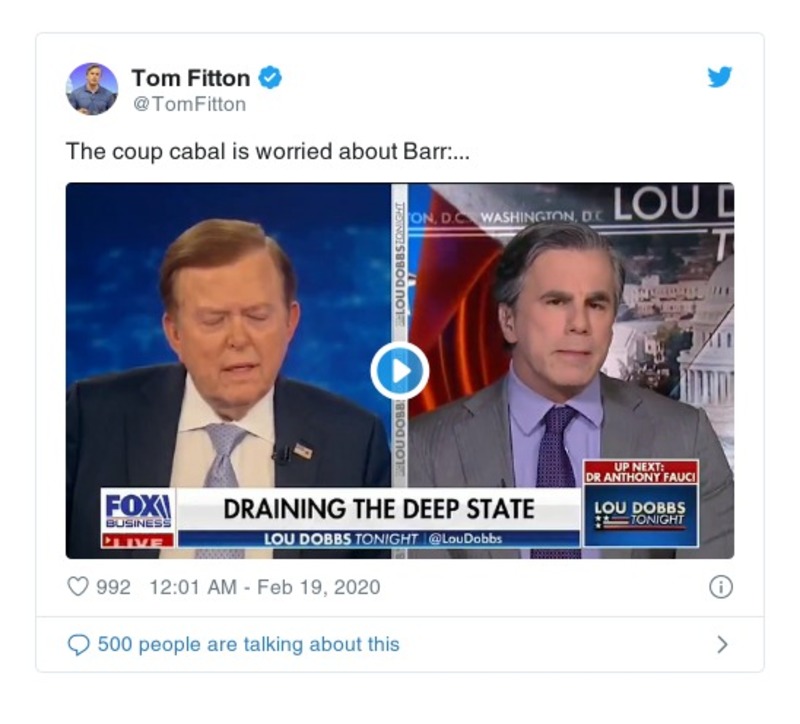 Tom Fitton
@TomFitton
The coup cabal is worried about Barr:...
TON, D.C. WASHINGTON, D.C.
LOU D
T
LOU DOBBS TONIGHT
LOU DOBBS
UP NEXT:
DR ANTHONY FAUCI
FOX
BUSINESS
LIVE
DRAINING THE DEEP STATE
LOU DOBBS TONIGHT | @LouDobbs
LOU DOBBS
TONIGHT
992 12:01 AM - Feb 19, 2020
500 people are talking about this